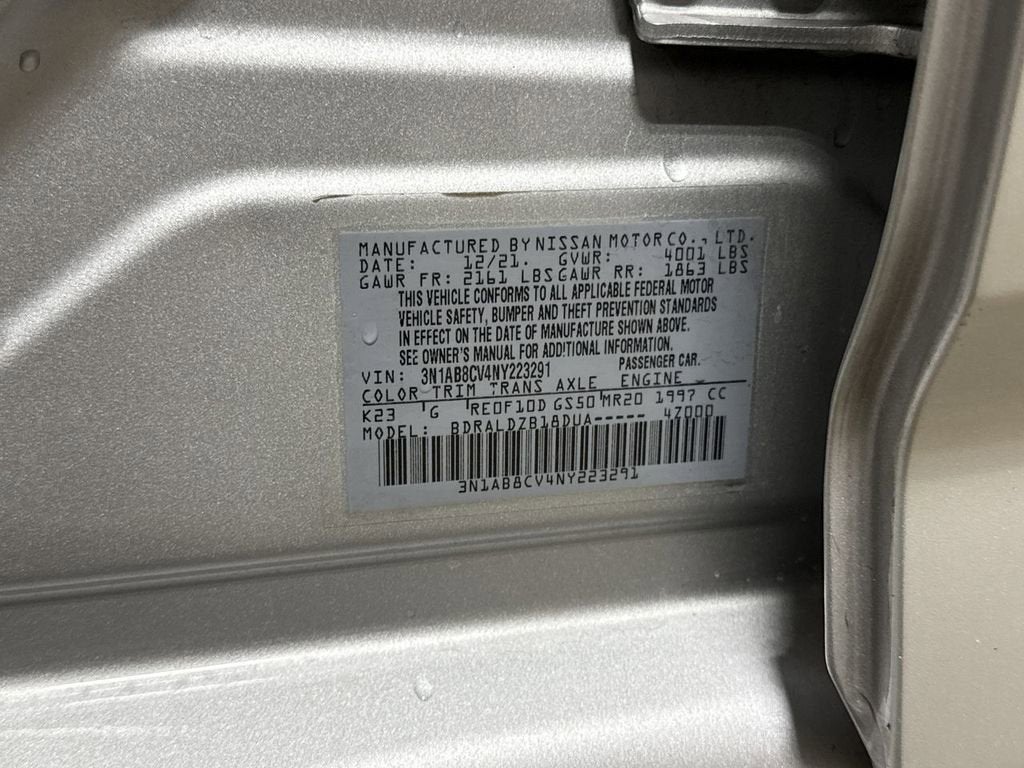 MANUFACTURED BY NISSAN MOTOR CO., LTD.
DATE: 12/21. GVWR: 4001 LBS
GAWR FR: 2161 LBS GAWR RR: 1863 LBS
THIS VEHICLE CONFORMS TO ALL APPLICABLE FEDERAL MOTOR
VEHICLE SAFETY, BUMPER AND THEFT PREVENTION STANDARDS
IN EFFECT ON THE DATE OF MANUFACTURE SHOWN ABOVE.
SEE OWNER'S MANUAL FOR ADDITIONAL INFORMATION.
VIN: 3N1AB8CV4NY223291 PASSENGER CAR.
COLOR TRIM TRANS AXLE ENGINE
K23 G RE0F10D GS50 MR20 1997 CC
MODEL: BDRALDZB18DUA----- 4Z000
3N1AB8CV4NY223291